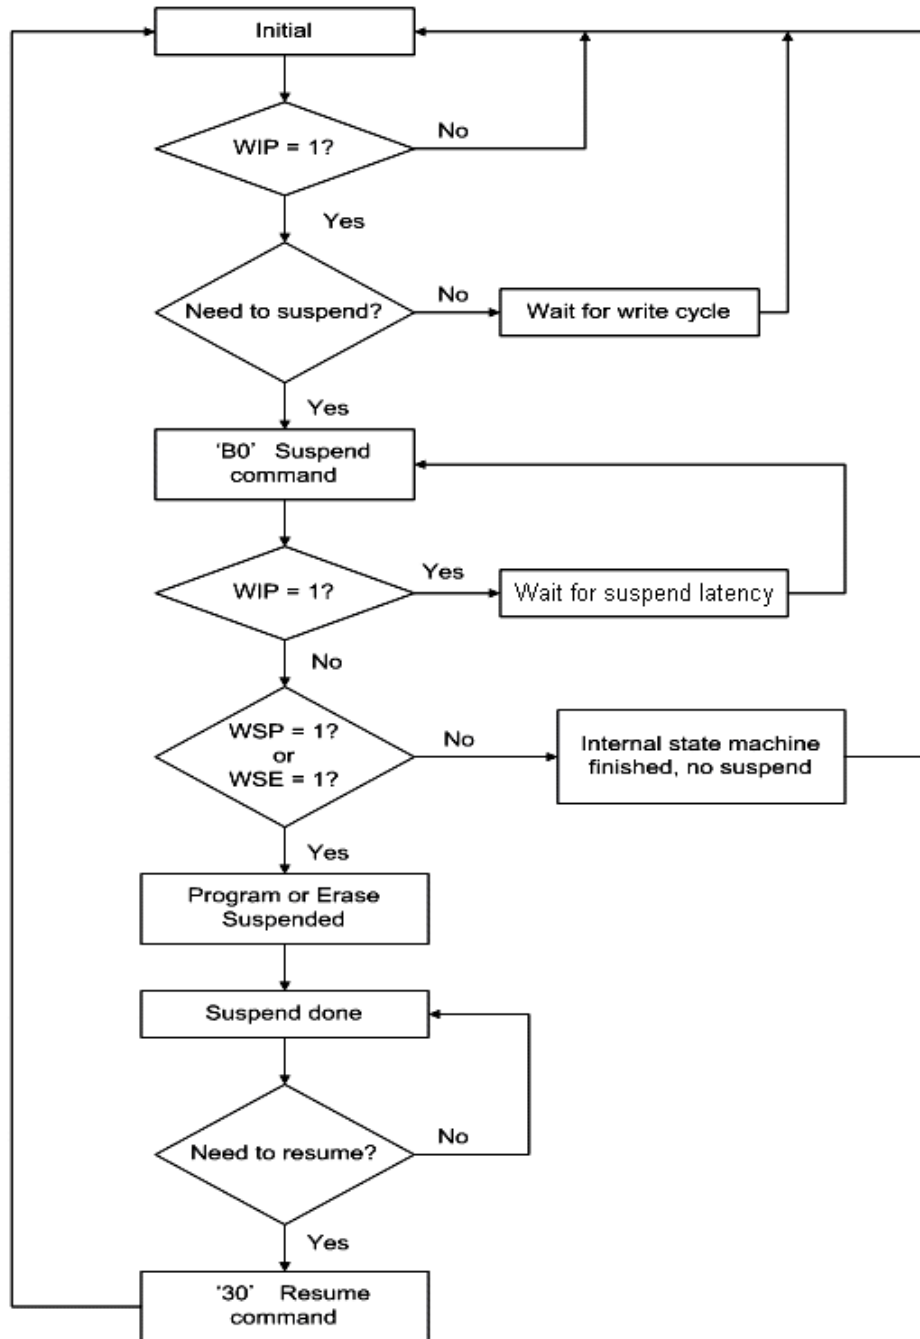 Initial
WIP = 1?
No
Yes
Need to suspend?
No
Wait for write cycle
Yes
‘B0’ Suspend
command
WIP = 1?
Yes
Wait for suspend latency
No
WSP = 1?
or
WSE = 1?
No
Internal state machine
finished, no suspend
Yes
Program or Erase
Suspended
Suspend done
Need to resume?
No
Yes
‘30’ Resume
command